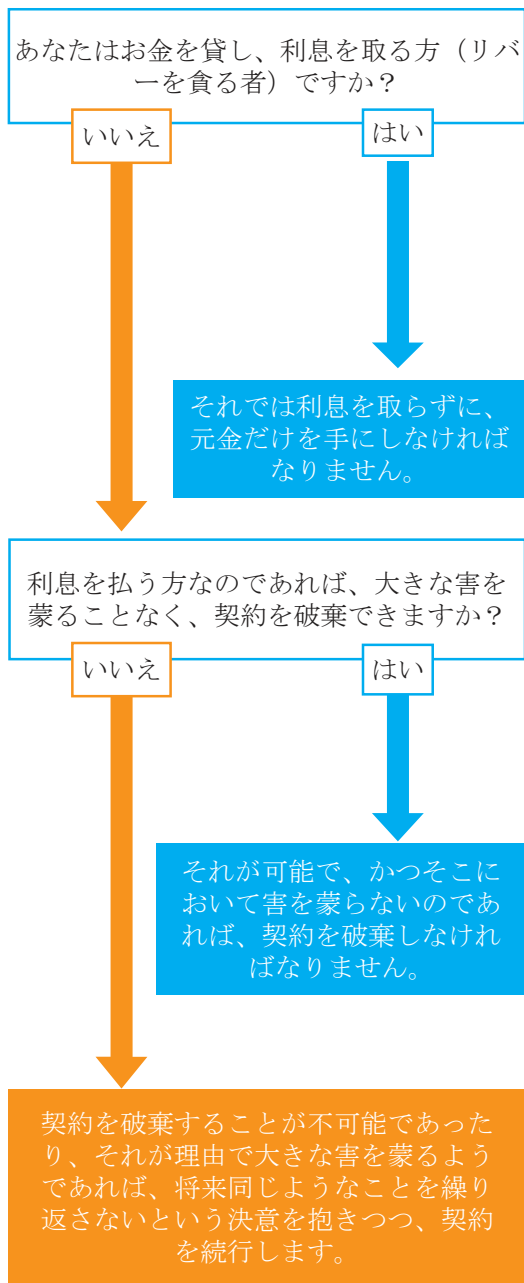 あなたはお金を貸し、利息を取る方（リバ
ーを貪る者）ですか？
いいえ
はい
それでは利息を取らずに、
元金だけを手にしなければ
なりません。
利息を払う方なのであれば、大きな害を
蒙ることなく、契約を破棄できますか？
いいえ
はい
それが可能で、かつそこに
おいて害を蒙らないのであ
れば、契約を破棄しなけれ
ばなりません。
契約を破棄することが不可能であった
り、それが理由で大きな害を蒙るよう
であれば、将来同じようなことを繰り
返さないという決意を抱きつつ、契約
を続行します。